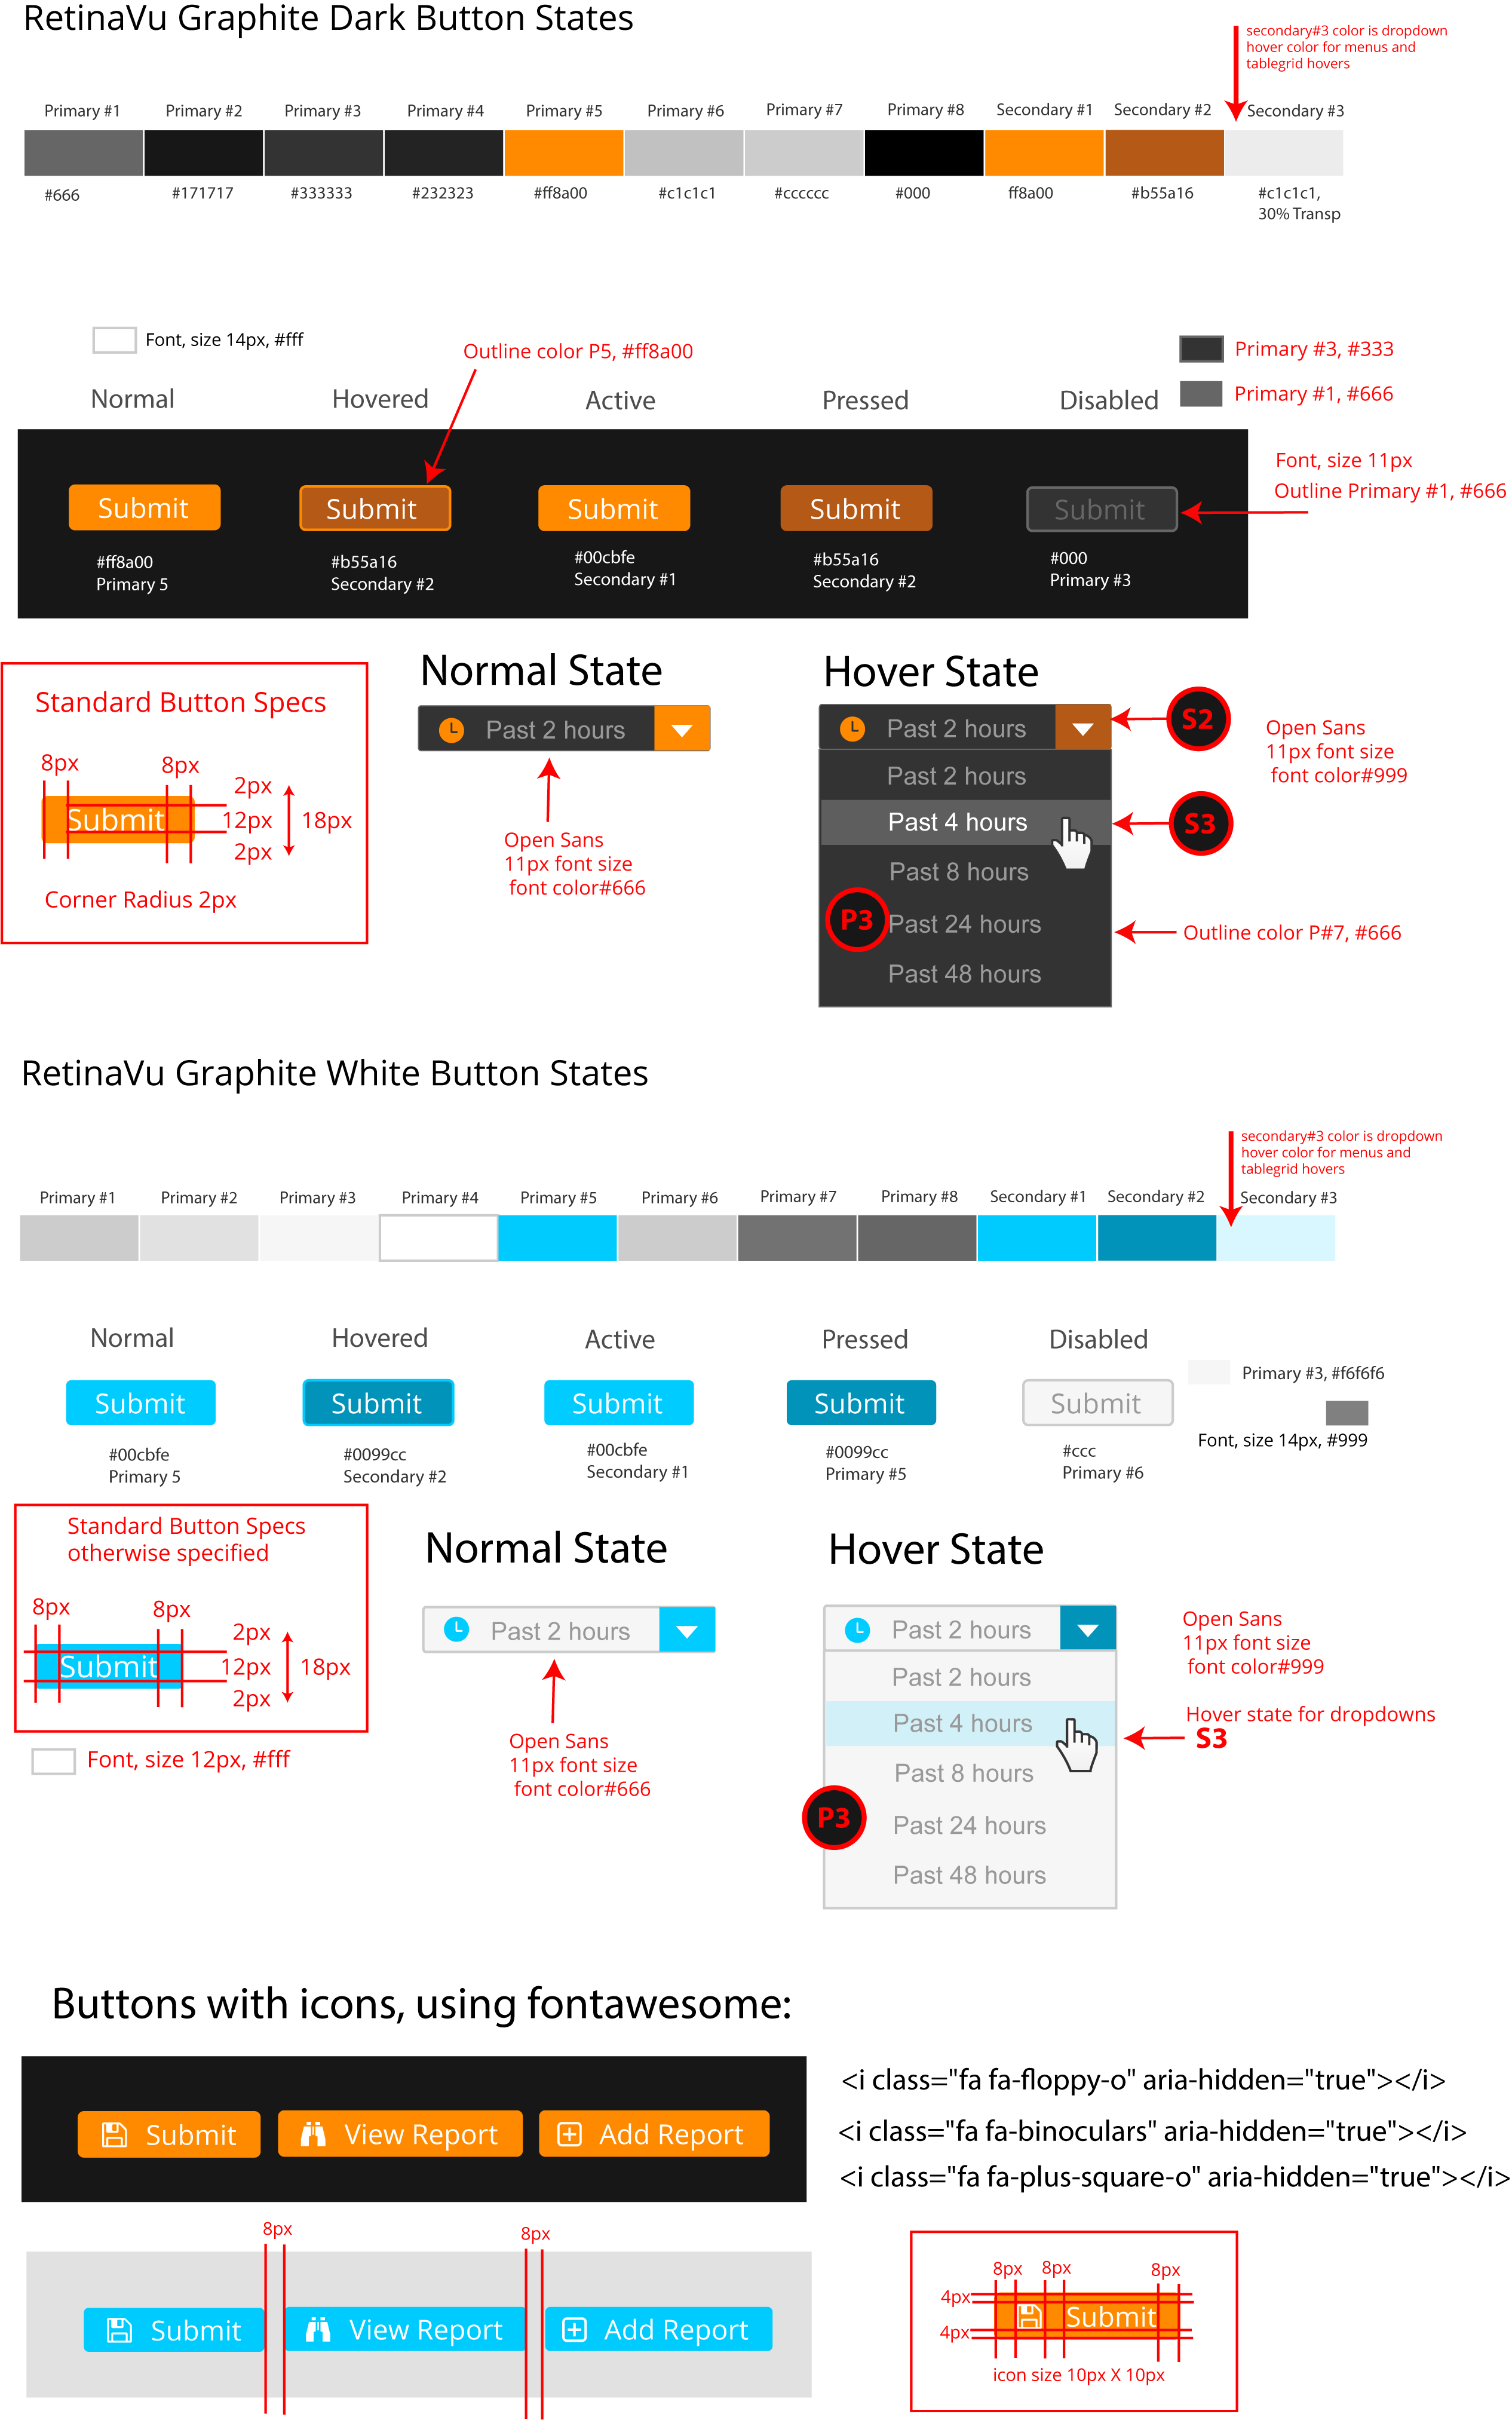 RetinaVu Graphite Dark Button States
secondary#3 color is dropdown
hover color for menus and
tablegrid hovers
Primary #1 Primary #2 Primary #3 Primary #4 Primary #5 Primary #6 Primary #7 Primary #8 Secondary #1 Secondary #2 Secondary #3
#666 #171717 #333333 #232323 #ff8a00 #c1c1c1 #cccccc #000 ff8a00 #b55a16 #c1c1c1,
30% Transp
Font, size 14px, #fff
Outline color P5, #ff8a00
Primary #3, #333
Primary #1, #666
Normal Hovered Active Pressed Disabled
Font, size 11px
Outline Primary #1, #666
Submit Submit Submit Submit Submit
#ff8a00 #b55a16 #00cbfe #b55a16 #000
Primary 5 Secondary #2 Secondary #1 Secondary #2 Primary #3
Standard Button Specs
8px 8px
2px
Submit 12px 18px
2px
Corner Radius 2px
Normal State
Past 2 hours
Open Sans
11px font size
font color#666
Hover State
Past 2 hours
S2
Open Sans
11px font size
font color#999
Past 2 hours
Past 4 hours
S3
Past 8 hours
P3
Past 24 hours
Outline color P#7, #666
Past 48 hours
RetinaVu Graphite White Button States
secondary#3 color is dropdown
hover color for menus and
tablegrid hovers
Primary #1 Primary #2 Primary #3 Primary #4 Primary #5 Primary #6 Primary #7 Primary #8 Secondary #1 Secondary #2 Secondary #3
Normal Hovered Active Pressed Disabled
Primary #3, #f6f6f6
Submit Submit Submit Submit Submit
Font, size 14px, #999
#00cbfe #0099cc #00cbfe #0099cc #ccc
Primary 5 Secondary #2 Secondary #1 Primary #5 Primary #6
Standard Button Specs
otherwise specified
8px 8px
2px
Submit 12px 18px
2px
Font, size 12px, #fff
Normal State
Past 2 hours
Open Sans
11px font size
font color#666
Hover State
Past 2 hours
Open Sans
11px font size
font color#999
Past 2 hours
Past 4 hours
Hover state for dropdowns
S3
Past 8 hours
P3
Past 24 hours
Past 48 hours
Buttons with icons, using fontawesome:
Submit View Report Add Report
<i class="fa fa-floppy-o" aria-hidden="true"></i>
<i class="fa fa-binoculars" aria-hidden="true"></i>
<i class="fa fa-plus-square-o" aria-hidden="true"></i>
8px 8px
Submit View Report Add Report
8px 8px 8px
4px
Submit
4px
icon size 10px X 10px